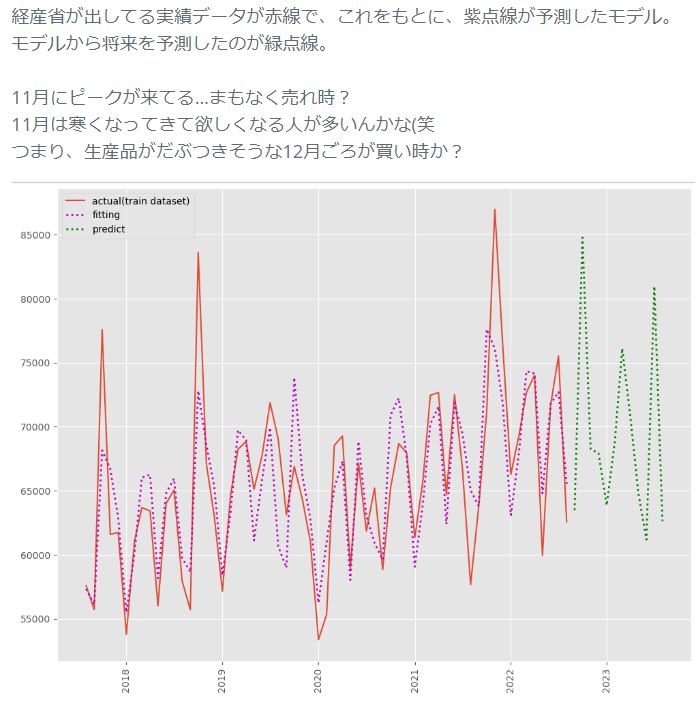 経産省が出してる実績データが赤線で、これをもとに、紫点線が予測したモデル。
モデルから将来を予測したのが緑点線。
11月にピークが来てる…まもなく売れ時？
11月は寒くなってきて欲しくなる人が多いんかな(笑
つまり、生産品がだぶつきそうな12月ごろが買い時か？
actual(train dataset)
fitting
predict
85000
80000
75000
70000
65000
60000
55000
2018
2019
2020
2021
2022
2023